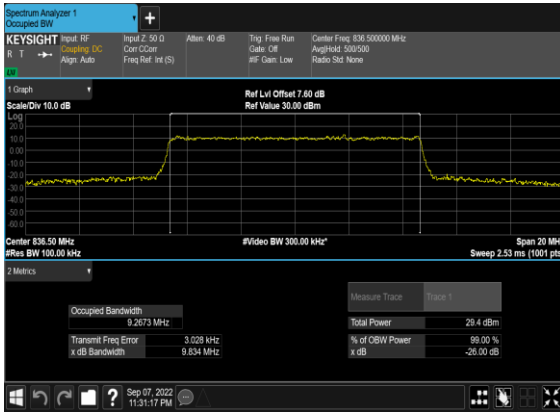 Spectrum Analyzer 1
Occupied BW
+
KEYSIGHT
R T
LW
Input: RF
Coupling: DC
Align: Auto
Input Z: 50 Ω
Corr CCorr
Freq Ref: Int (S)
Atten: 40 dB
Trig: Free Run
Gate: Off
#IF Gain: Low
Center Freq: 836.500000 MHz
Avg|Hold: 500/500
Radio Std: None
1 Graph
Scale/Div 10.0 dB
Ref Lvl Offset 7.60 dB
Ref Value 30.00 dBm
Log
20.0
10.0
0.00
-10.0
-20.0
-30.0
-40.0
-50.0
-60.0
Center 836.50 MHz
#Res BW 100.00 kHz
#Video BW 300.00 kHz*
Span 20 MH
Sweep 2.53 ms (1001 pts
2 Metrics
Measure Trace
Trace 1
Occupied Bandwidth
9.2673 MHz
Total Power
29.4 dBm
Transmit Freq Error
3.028 kHz
% of OBW Power
99.00 %
x dB Bandwidth
9.834 MHz
x dB
-26.00 dB
?
Sep 07, 2022
11:31:17 PM